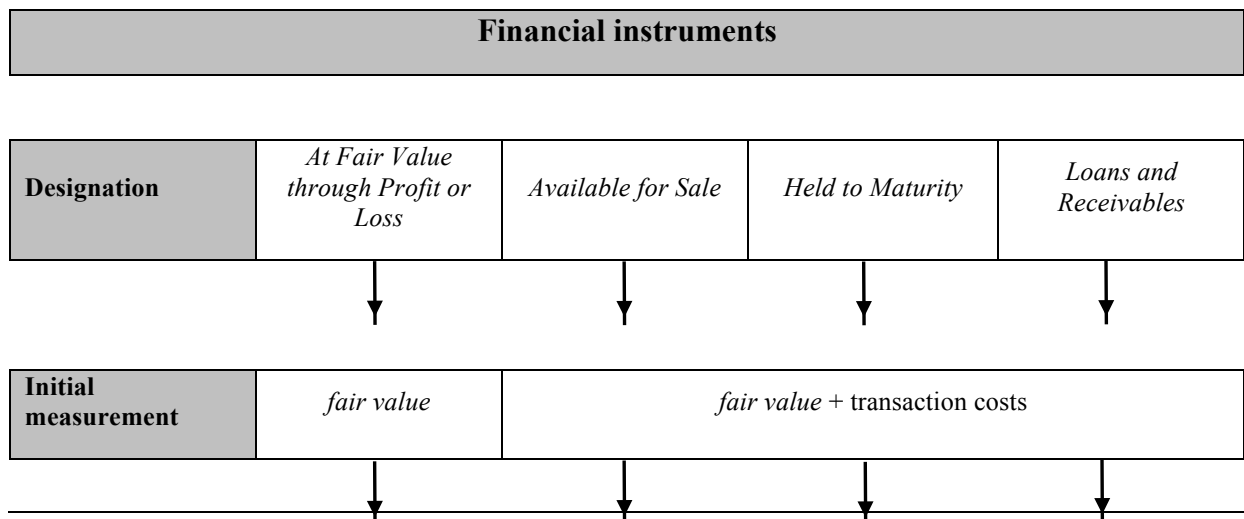 Financial instruments
Designation
At Fair Value
through Profit or
Loss
Available for Sale
Held to Maturity
Loans and
Receivables
Initial
measurement
fair value
fair value + transaction costs